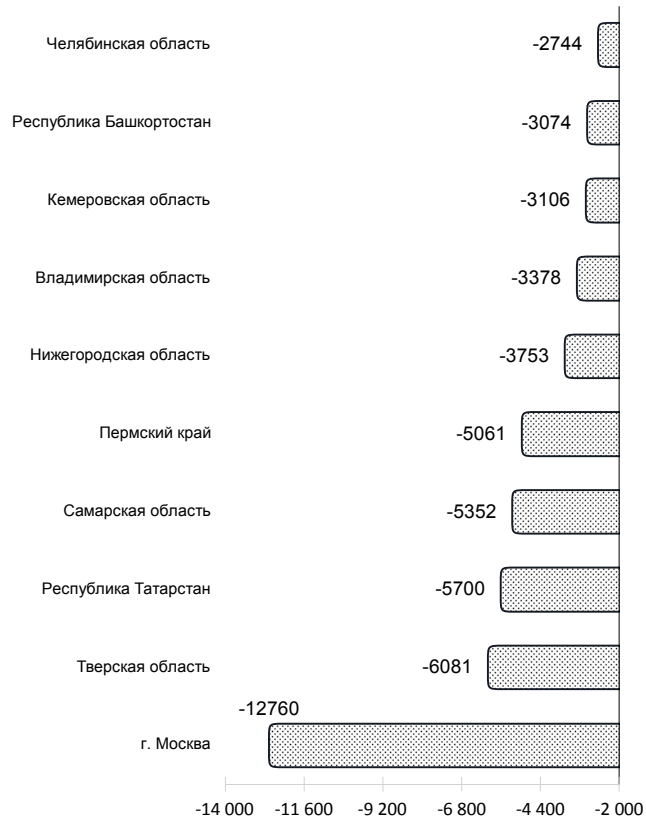 Челябинская область -2744
Республика Башкортостан -3074
Кемеровская область -3106
Владимирская область -3378
Нижегородская область -3753
Пермский край -5061
Самарская область -5352
Республика Татарстан -5700
Тверская область -6081
-12760
г. Москва
-14 000 -11 600 -9 200 -6 800 -4 400 -2 000